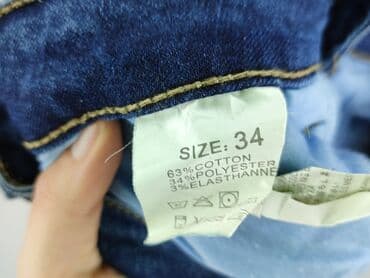 SIZE: 34
63%COTTON
34%POLYESTER
3%ELASTHANNE